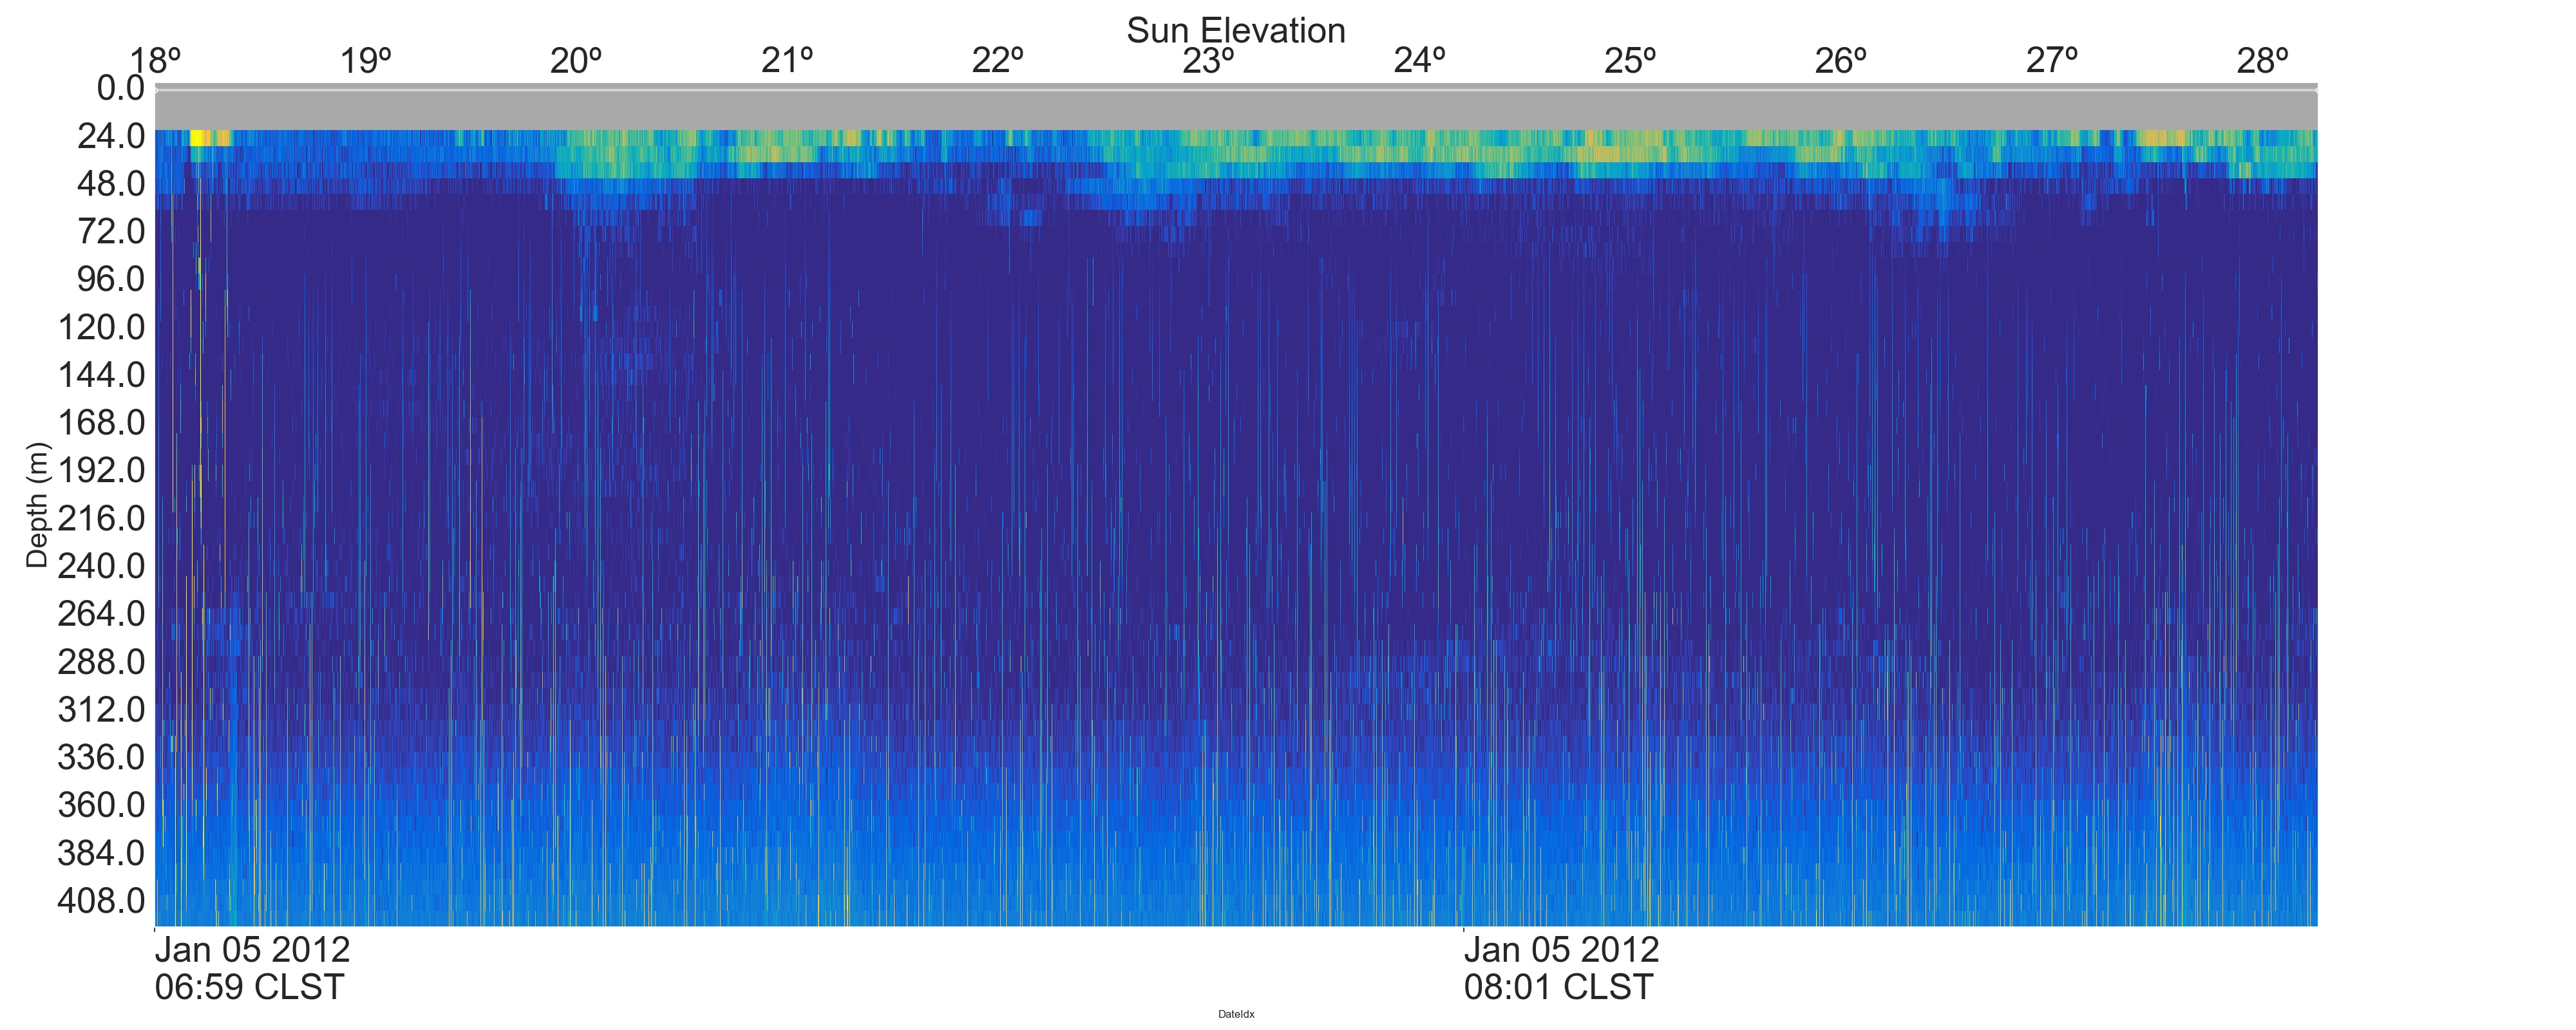 Sun Elevation
18º 19º 20º 21º 22º 23º 24º 25º 26º 27º 28º
0.0
24.0
48.0
72.0
96.0
120.0
144.0
168.0
192.0
216.0
240.0
264.0
288.0
312.0
336.0
360.0
384.0
408.0
Depth (m)
Jan 05 2012
06:59 CLST
Jan 05 2012
08:01 CLST
DateIdx